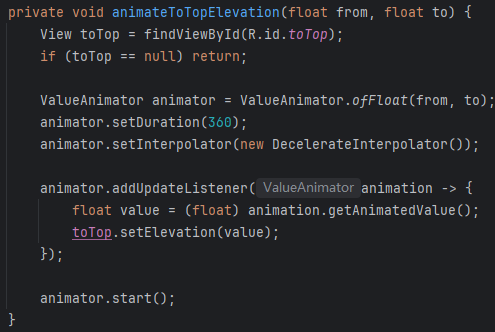 private void animateToTopElevation(float from, float to) {
View toTop = findViewById(R.id.toTop);
if (toTop == null) return;
ValueAnimator animator = ValueAnimator.ofFloat(from, to);
animator.setDuration(360);
animator.setInterpolator(new DecelerateInterpolator());
animator.addUpdateListener( ValueAnimator animation -> {
float value = (float) animation.getAnimatedValue();
toTop.setElevation(value);
});
animator.start();
}